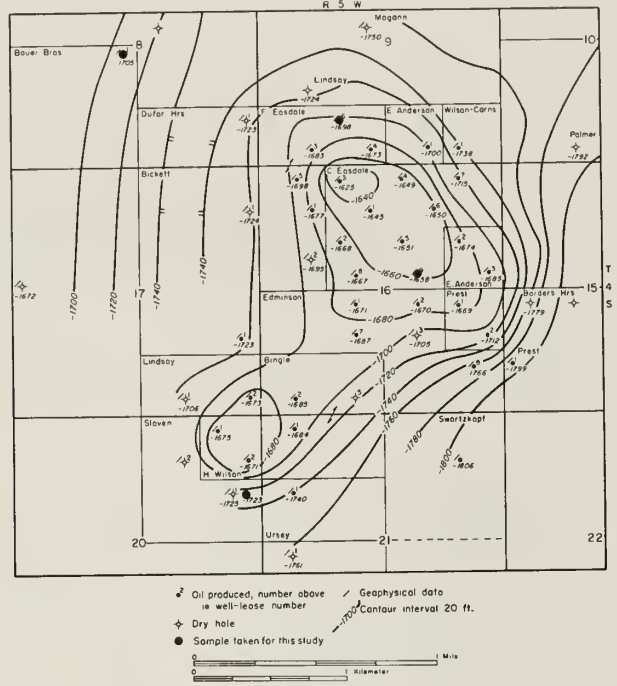 R 5 W
Magann
-1750
8
9
10
Bauer Bros
-1705
Lindsay
-1724
Dufar Hrs
-1723
F. Easdale
-1698
E Anderson
Wilson-Carns
Palmer
-1792
-1683
-1673
-1700
-1738
Bickett
C Easdale
-1698
-1625
-1649
-1715
-1640
-1724
-1677
-1645
-1650
-1668
-1651
-1674
-1695
-1667
-1660
-1658
-1685
-1672
-1700
-1720
-1740
-1740
17
16
15
T
4
S
E. Anderson
Edminson
Prest
Borders Hrs
-1671
-1670
-1669
-1779
-1680
-1723
-1687
-1700
-1705
-1712
Lindsay
Bingle
-1720
Prest
1766
-1799
-1706
-1673
-1685
-1740
-1760
Slaven
Swartzkopf
-1675
-1684
-1680
-1780
-1671
-1800
-1806
H. Wilson
-1725
-1723
-1740
Ursey
20
21
22
-1761
Oil produced, number above
is well-lease number
Dry hole
Sample taken for this study
Geophysical data
-1700
Contour interval 20 ft.
0 1 Mile
0 1 Kilometer